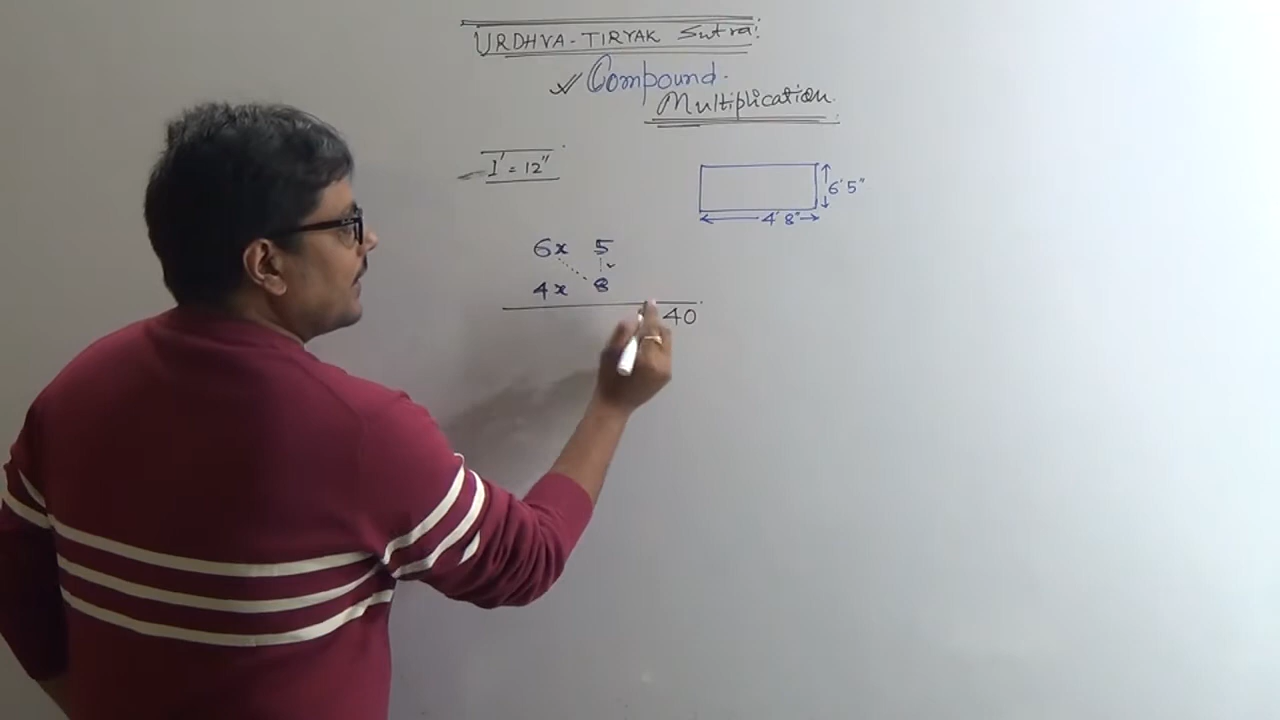 URDHVA-TIRYAK Sutra:
Compound.
Multiplication.
1' = 12"
6' 5"
4' 8"
6x 5
4x 8
40